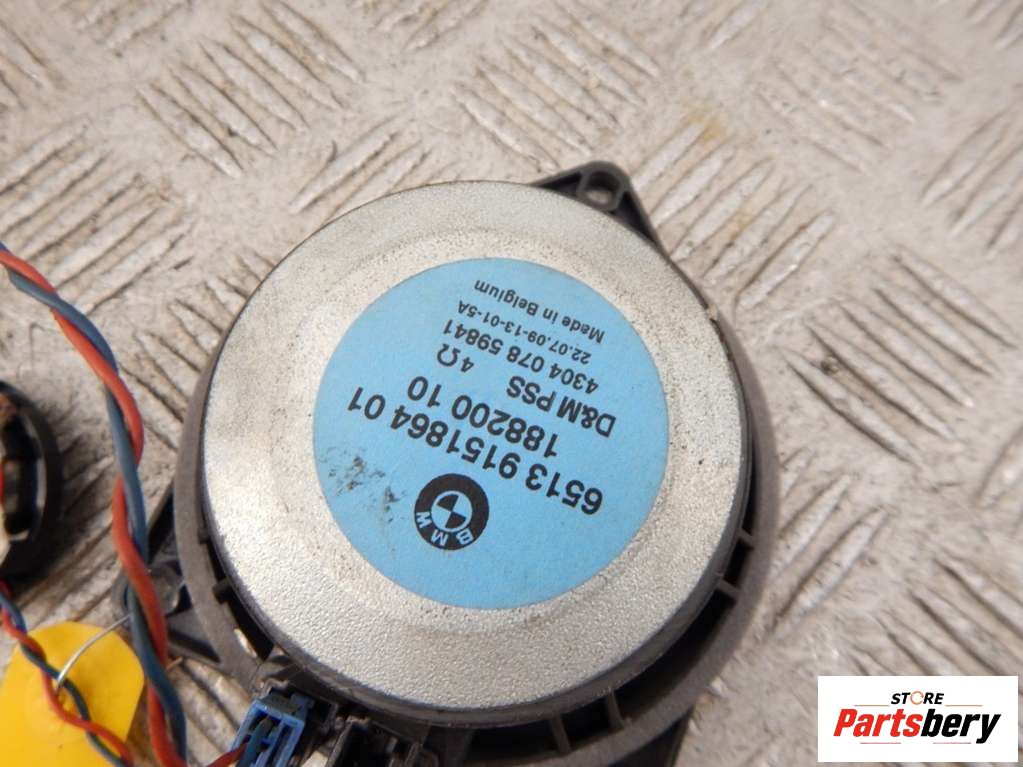 BMW
6513 9151864 01
188200 10
D&M PSS 4Ω
4304 078 59841
22.07.09-13-01-5A
Made in Belgium
STORE
Partsbery